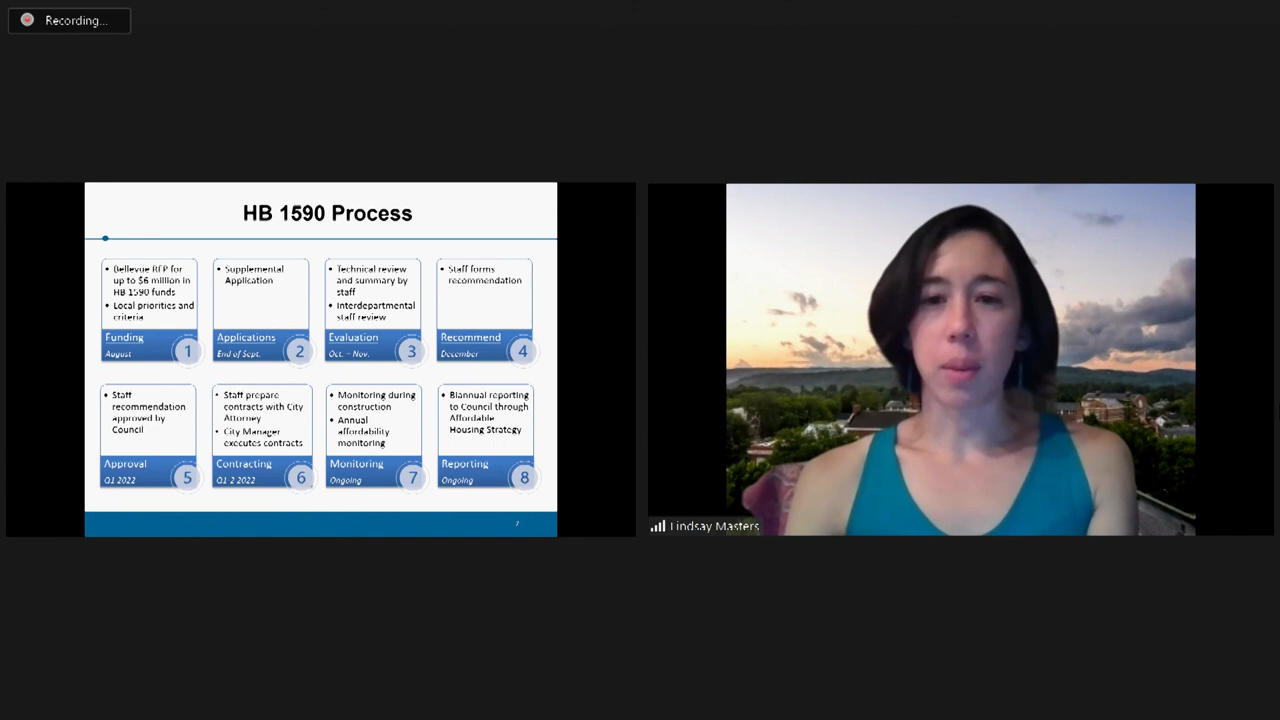 Recording...
HB 1590 Process
• Bellevue RFP for
up to $6 million in
HB 1590 funds
• Local priorities and
criteria
Funding
August
1
• Supplemental
Application
Applications
End of Sept.
2
• Technical review
and summary by
staff
• Interdepartmental
staff review
Evaluation
Oct. – Nov.
3
• Staff forms
recommendation
Recommend
December
4
• Staff
recommendation
approved by
Council
Approval
Q1 2022
5
• Staff prepare
contracts with City
Attorney
• City Manager
executes contracts
Contracting
Q1 2 2022
6
• Monitoring during
construction
• Annual
affordability
monitoring
Monitoring
Ongoing
7
• Biannual reporting
to Council through
Affordable
Housing Strategy
Reporting
Ongoing
8
7
Lindsay Masters